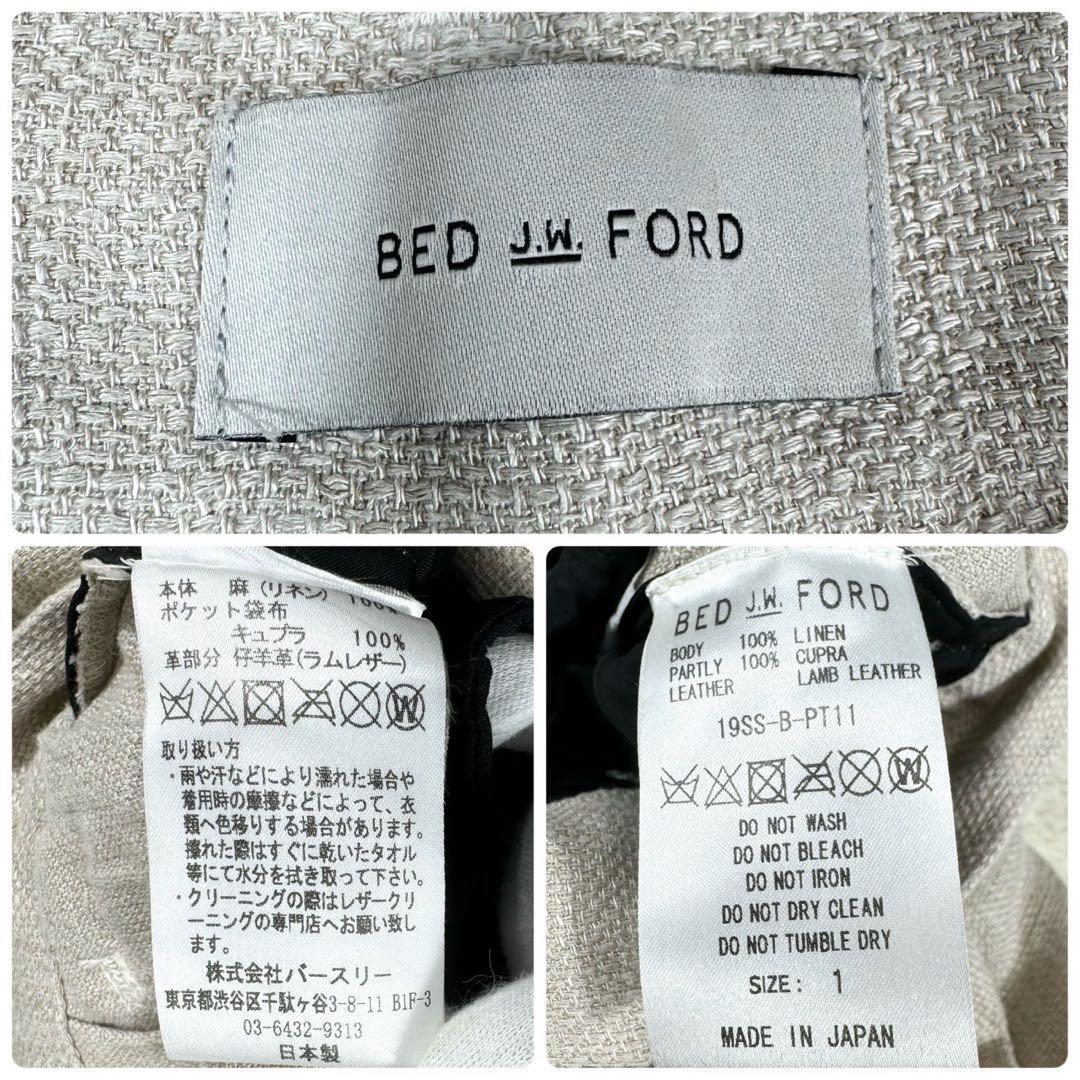 BED J.W. FORD
本体 麻(リネン) 100%
ポケット袋布
キュプラ 100%
革部分 仔羊革(ラムレザー)
取り扱い方
・雨や汗などにより濡れた場合や
着用時の摩擦などによって、衣
類へ色移りする場合があります。
擦れた際はすぐに乾いたタオル
等にて水分を拭き取って下さい。
・クリーニングの際はレザークリ
ーニングの専門店へお願い致し
ます。
株式会社バースリー
東京都渋谷区千駄ヶ谷3-8-11 B1F-3
03-6432-9313
日本製
BED J.W. FORD
BODY 100% LINEN
PARTLY 100% CUPRA
LEATHER LAMB LEATHER
19SS-B-PT11
W
DO NOT WASH
DO NOT BLEACH
DO NOT IRON
DO NOT DRY CLEAN
DO NOT TUMBLE DRY
SIZE: 1
MADE IN JAPAN